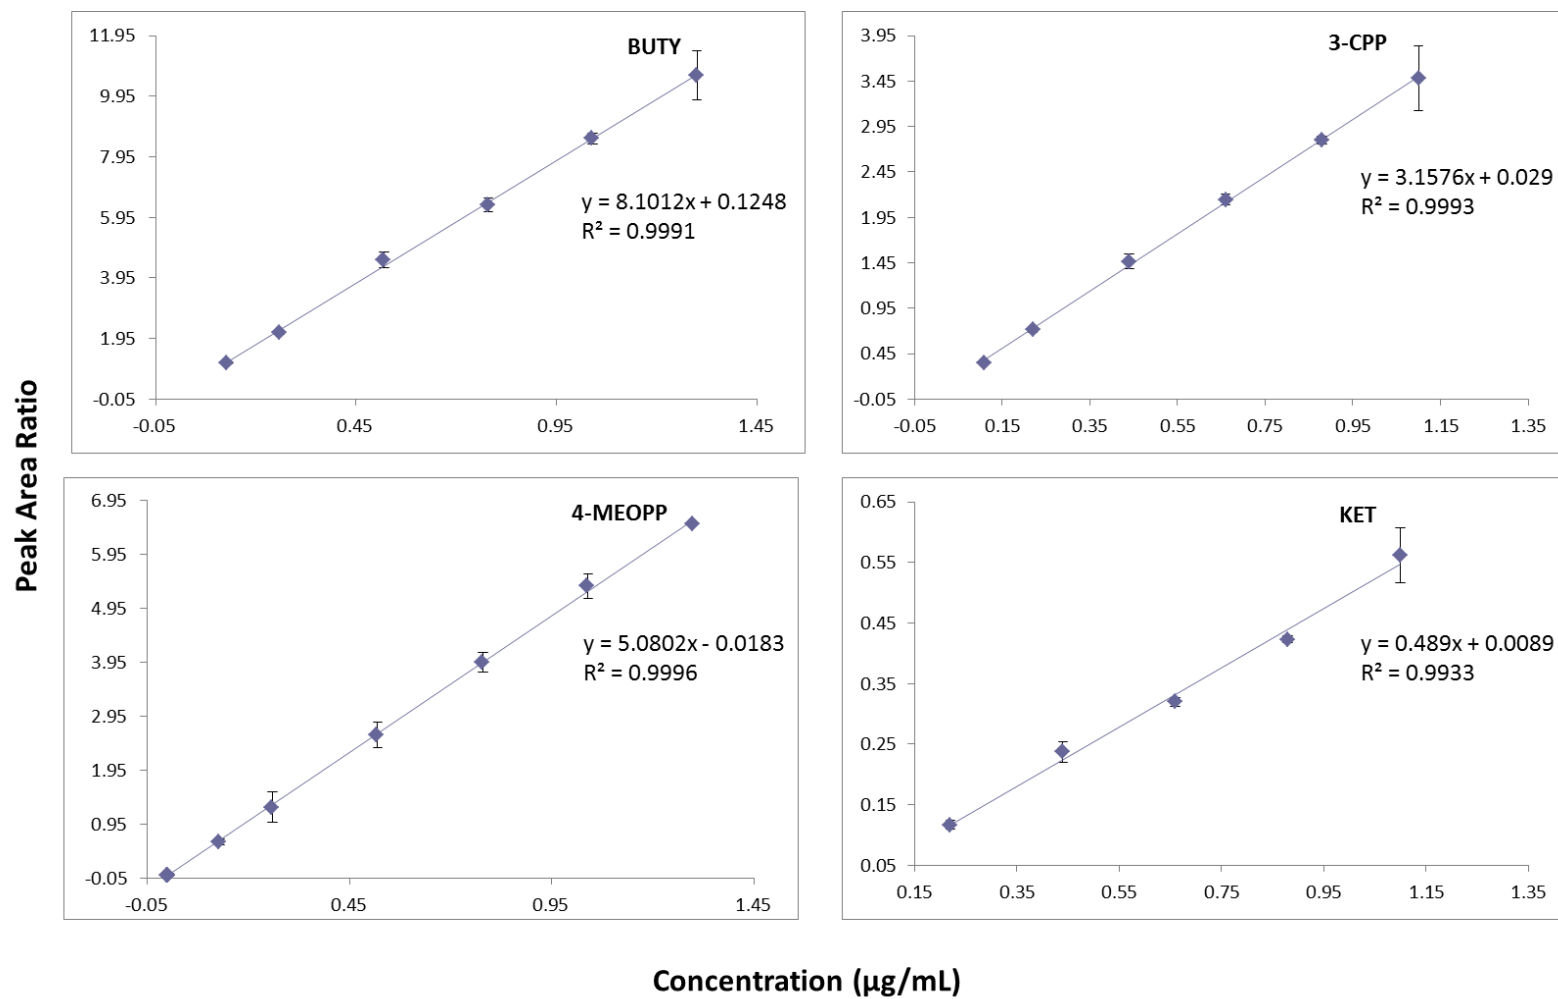 BUTY
11.95
9.95
7.95
5.95
3.95
1.95
-0.05
-0.05 0.45 0.95 1.45
y = 8.1012x + 0.1248
R² = 0.9991
3-CPP
3.95
3.45
2.95
2.45
1.95
1.45
0.95
0.45
-0.05
-0.05 0.15 0.35 0.55 0.75 0.95 1.15 1.35
y = 3.1576x + 0.029
R² = 0.9993
Peak Area Ratio
4-MEOPP
6.95
5.95
4.95
3.95
2.95
1.95
0.95
-0.05
-0.05 0.45 0.95 1.45
y = 5.0802x - 0.0183
R² = 0.9996
KET
0.65
0.55
0.45
0.35
0.25
0.15
0.05
0.15 0.35 0.55 0.75 0.95 1.15 1.35
y = 0.489x + 0.0089
R² = 0.9933
Concentration (µg/mL)